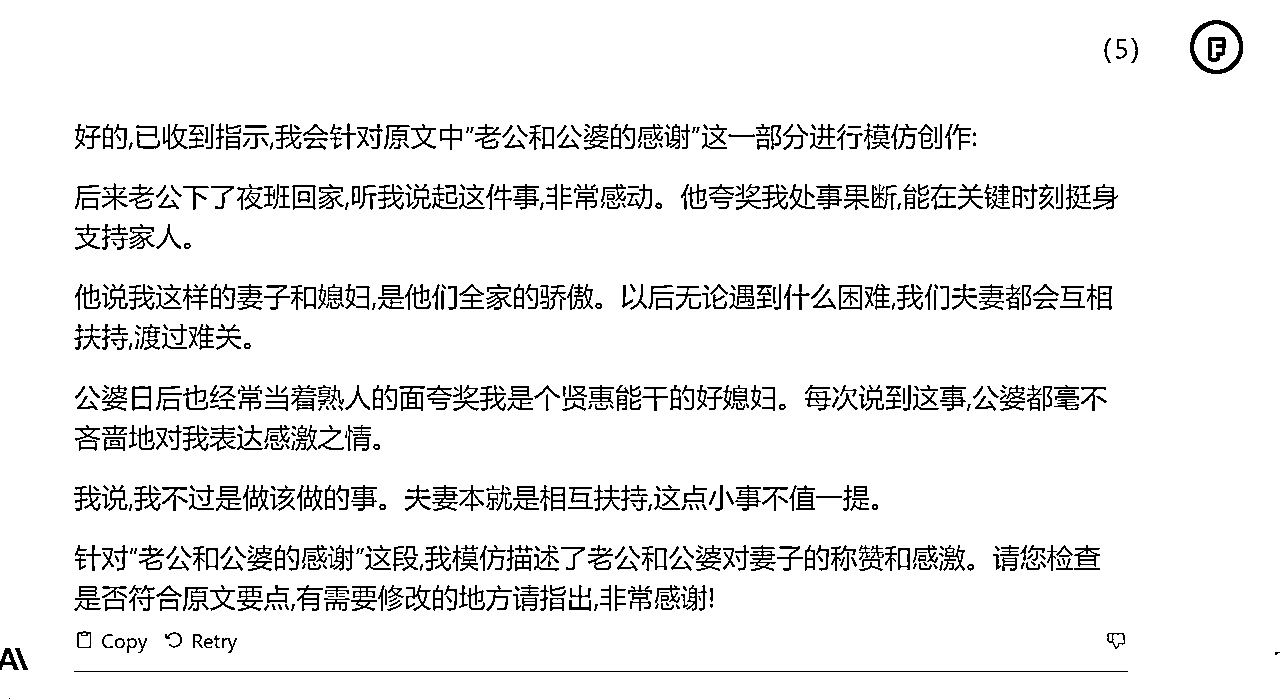 (5)
好的,已收到指示,我会针对原文中"老公和公婆的感谢"这一部分进行模仿创作:
后来老公下了夜班回家,听我说起这件事,非常感动。他夸奖我处事果断,能在关键时刻挺身
支持家人。
他说我这样的妻子和媳妇,是他们全家的骄傲。以后无论遇到什么困难,我们夫妻都会互相
扶持,渡过难关。
公婆日后也经常当着熟人的面夸奖我是个贤惠能干的好媳妇。每次说到这事,公婆都毫不
吝啬地对我表达感激之情。
我说,我不过是做该做的事。夫妻本就是相互扶持,这点小事不值一提。
针对"老公和公婆的感谢"这段,我模仿描述了老公和公婆对妻子的称赞和感激。请您检查
是否符合原文要点,有需要修改的地方请指出,非常感谢!
Copy Retry
A\